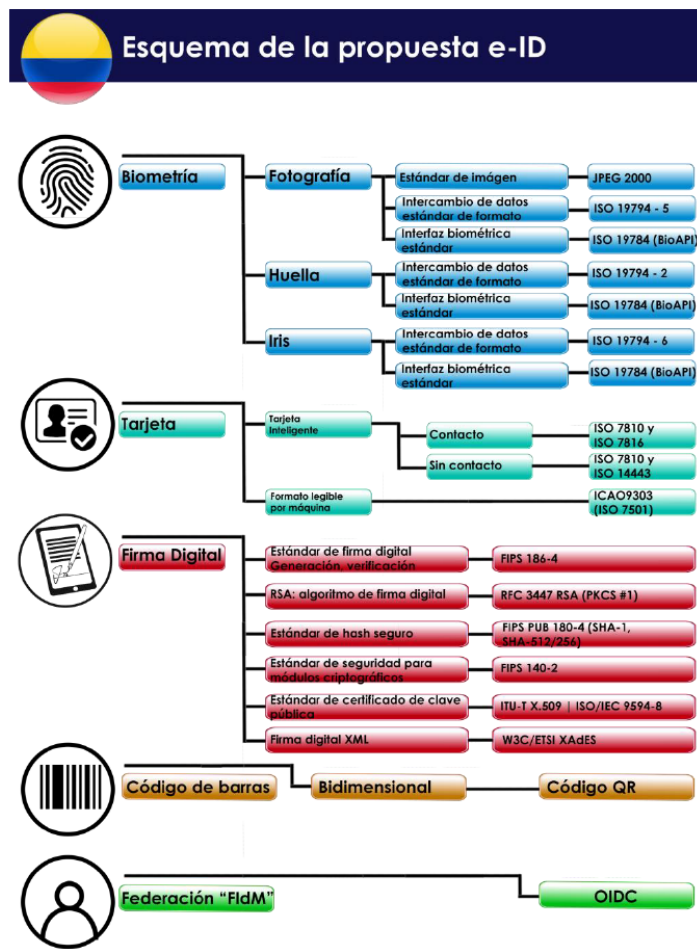 Esquema de la propuesta e-ID
Biometría
Fotografía
Estándar de imágen
JPEG 2000
Intercambio de datos
estándar de formato
ISO 19794 - 5
Interfaz biométrica
estándar
ISO 19784 (BioAPI)
Huella
Intercambio de datos
estándar de formato
ISO 19794 - 2
Interfaz biométrica
estándar
ISO 19784 (BioAPI)
Iris
Intercambio de datos
estándar de formato
ISO 19794 - 6
Interfaz biométrica
estándar
ISO 19784 (BioAPI)
Tarjeta
Tarjeta
Inteligente
Contacto
ISO 7810 y
ISO 7816
Sin contacto
ISO 7810 y
ISO 14443
Formato legible
por máquina
ICAO9303
(ISO 7501)
Firma Digital
Estándar de firma digital
Generación, verificación
FIPS 186-4
RSA: algoritmo de firma digital
RFC 3447 RSA (PKCS #1)
Estándar de hash seguro
FIPS PUB 180-4 (SHA-1,
SHA-512/256)
Estándar de seguridad para
módulos criptográficos
FIPS 140-2
Estándar de certificado de clave
pública
ITU-T X.509 | ISO/IEC 9594-8
Firma digital XML
W3C/ETSI XAdES
Código de barras
Bidimensional
Código QR
Federación “FIdM”
OIDC